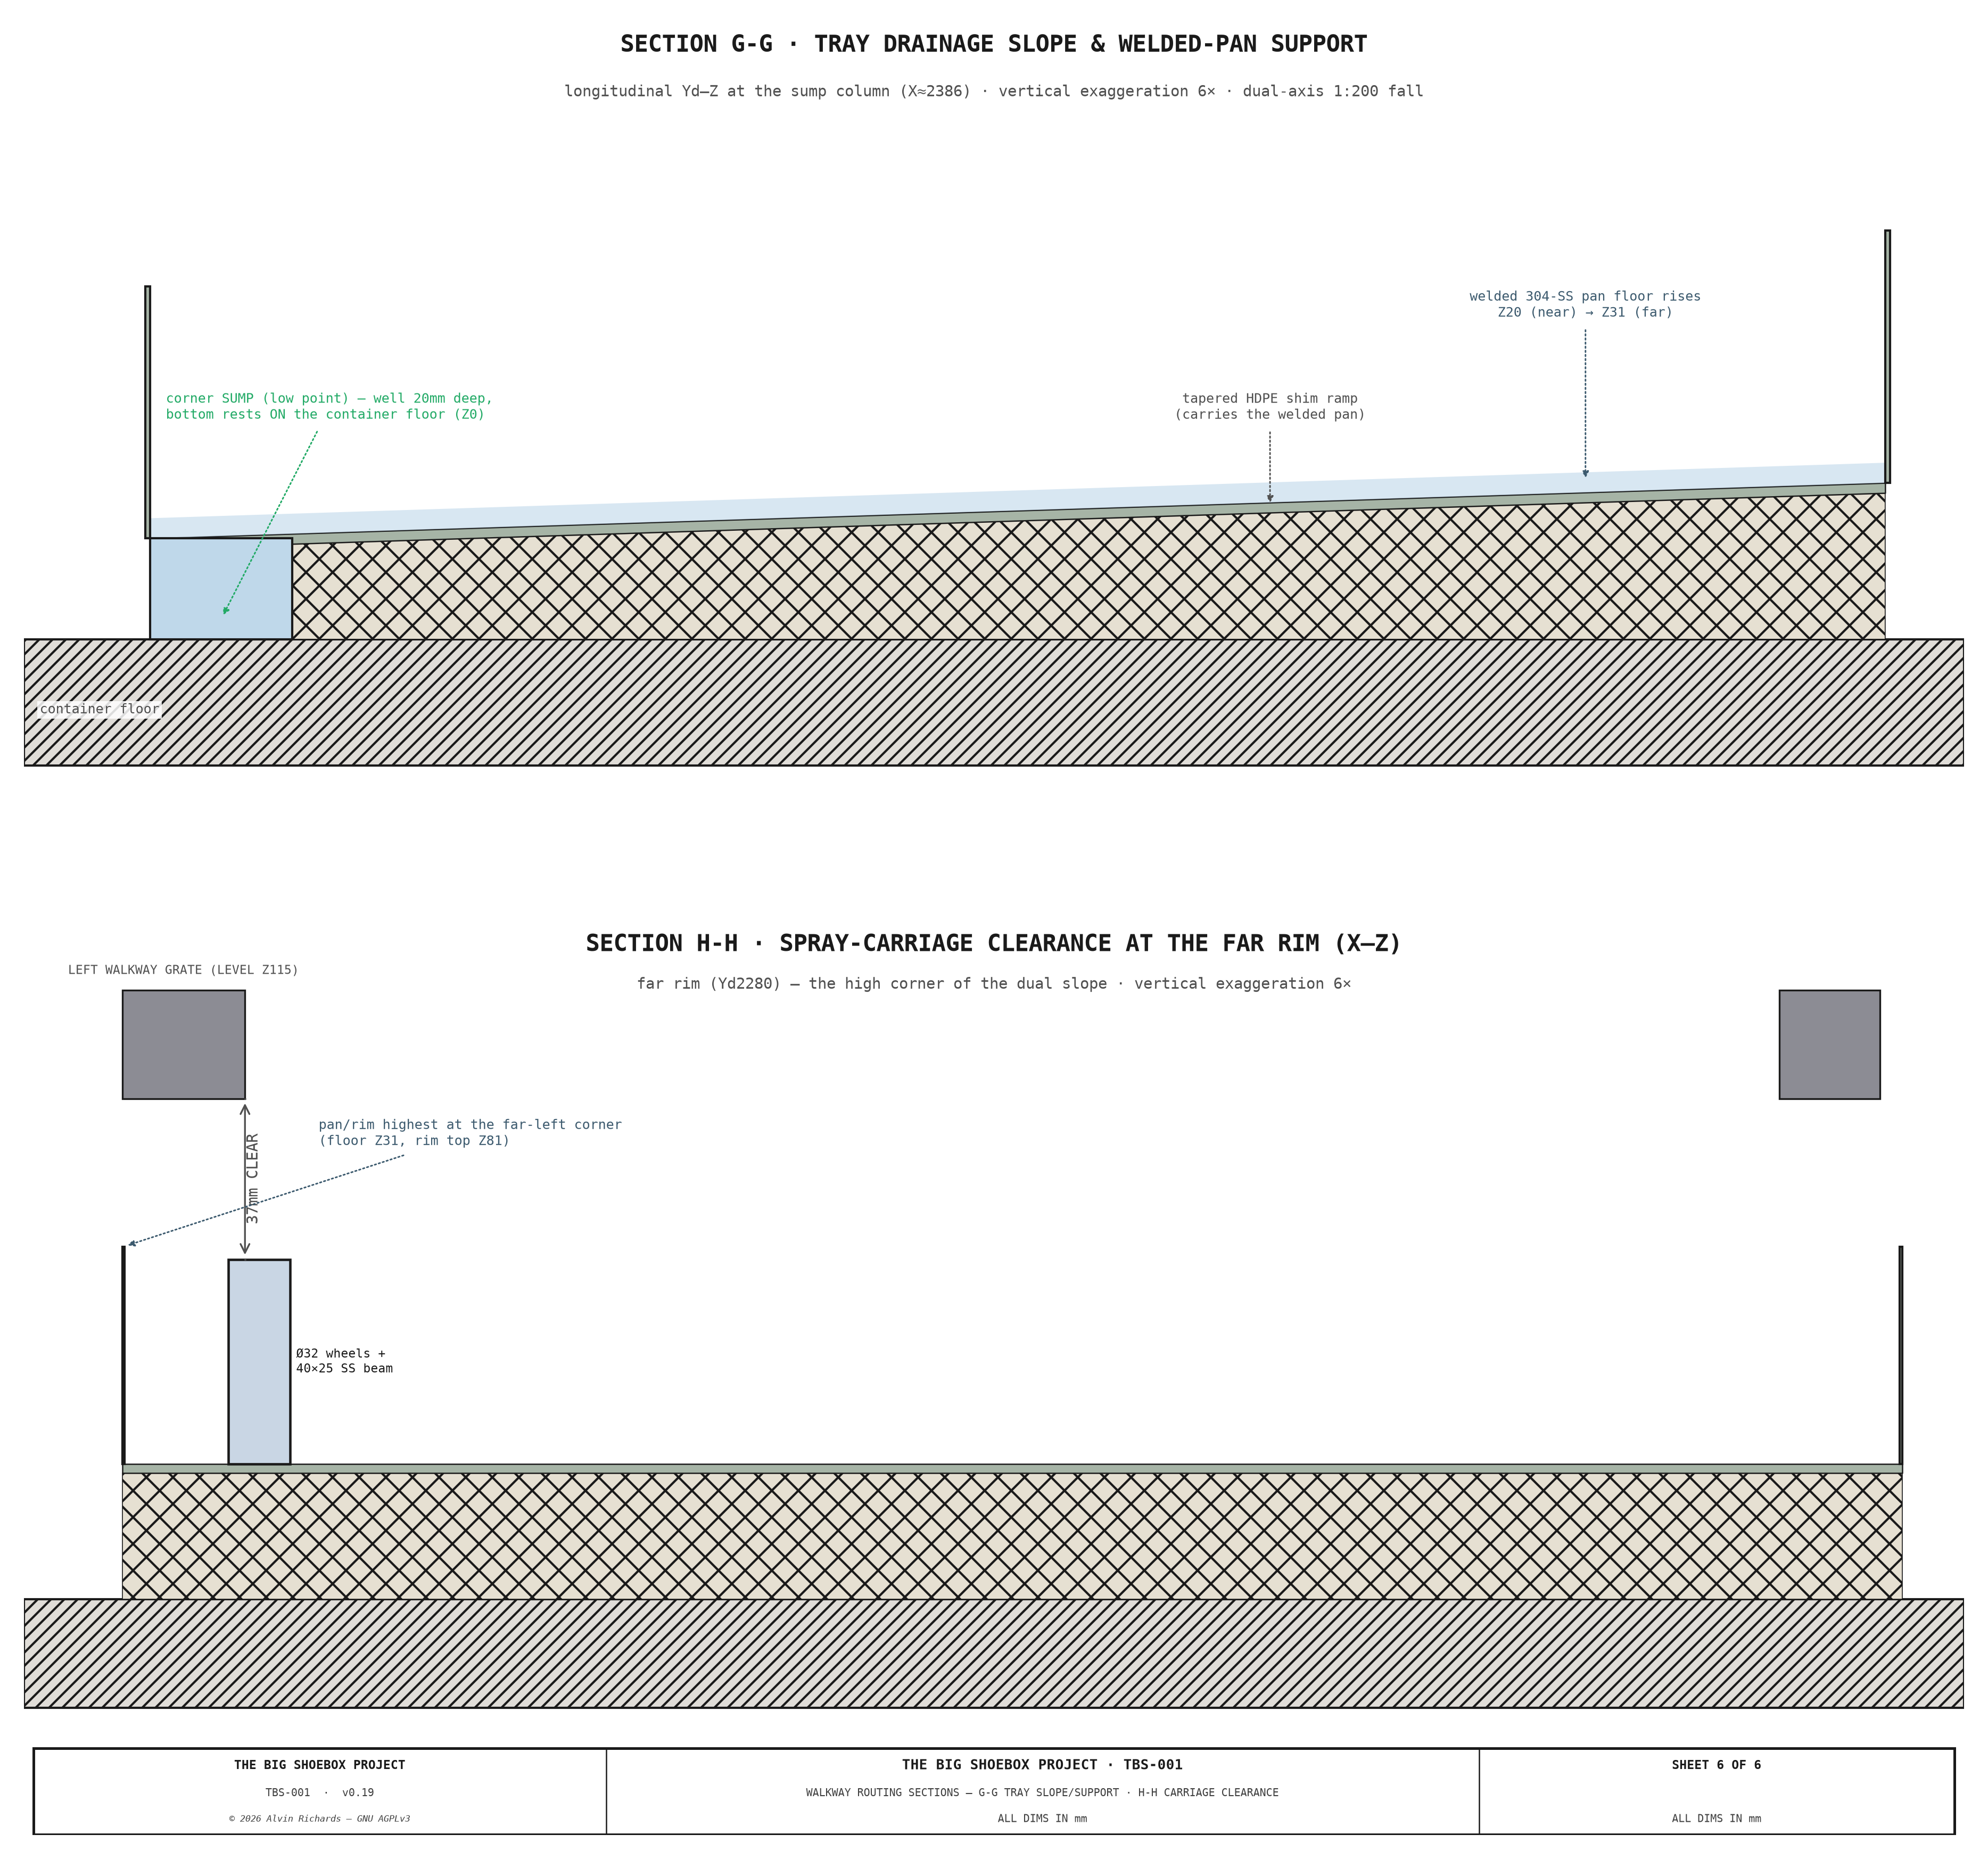 SECTION G-G · TRAY DRAINAGE SLOPE & WELDED-PAN SUPPORT
longitudinal Yd–Z at the sump column (X≈2386) · vertical exaggeration 6× · dual-axis 1:200 fall
welded 304-SS pan floor rises
Z20 (near) → Z31 (far)
corner SUMP (low point) — well 20mm deep,
bottom rests ON the container floor (Z0)
tapered HDPE shim ramp
(carries the welded pan)
container floor
SECTION H-H · SPRAY-CARRIAGE CLEARANCE AT THE FAR RIM (X–Z)
LEFT WALKWAY GRATE (LEVEL Z115)
far rim (Yd2280) — the high corner of the dual slope · vertical exaggeration 6×
pan/rim highest at the far-left corner
(floor Z31, rim top Z81)
37mm CLEAR
Ø32 wheels +
40×25 SS beam
THE BIG SHOEBOX PROJECT
TBS-001 · v0.19
© 2026 Alvin Richards — GNU AGPLv3
THE BIG SHOEBOX PROJECT · TBS-001
WALKWAY ROUTING SECTIONS — G-G TRAY SLOPE/SUPPORT · H-H CARRIAGE CLEARANCE
ALL DIMS IN mm
SHEET 6 OF 6
ALL DIMS IN mm